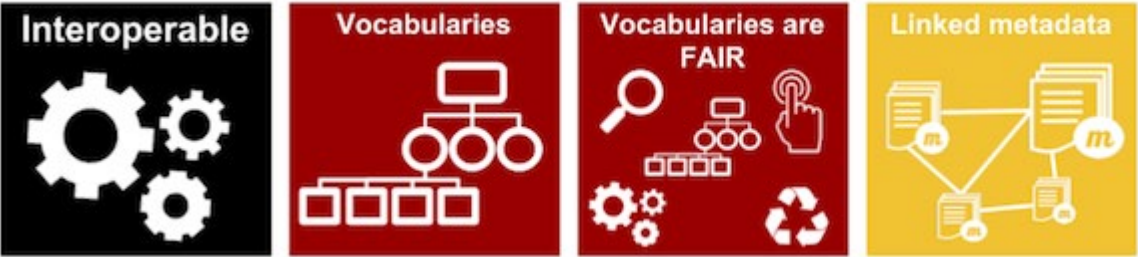 Interoperable
Vocabularies
Vocabularies are
FAIR
Linked metadata
m
m
m
m